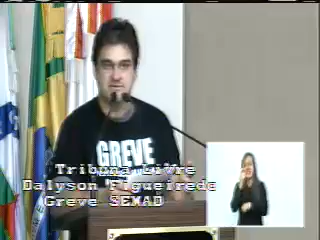 GREVE
Tribuna Livre
Dalyson Figueiredo
Greve SEMAD